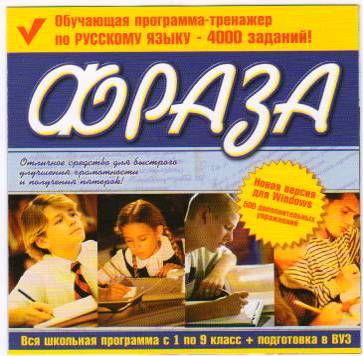 Обучающая программа-тренажер
по РУССКОМУ ЯЗЫКУ - 4000 заданий!
ФРАЗА
Отличное средство для быстрого
улучшения грамотности
и получения пятерок!
Новая версия
для Windows
500 дополнительных
упражнений
Вся школьная программа с 1 по 9 класс + подготовка в ВУЗ